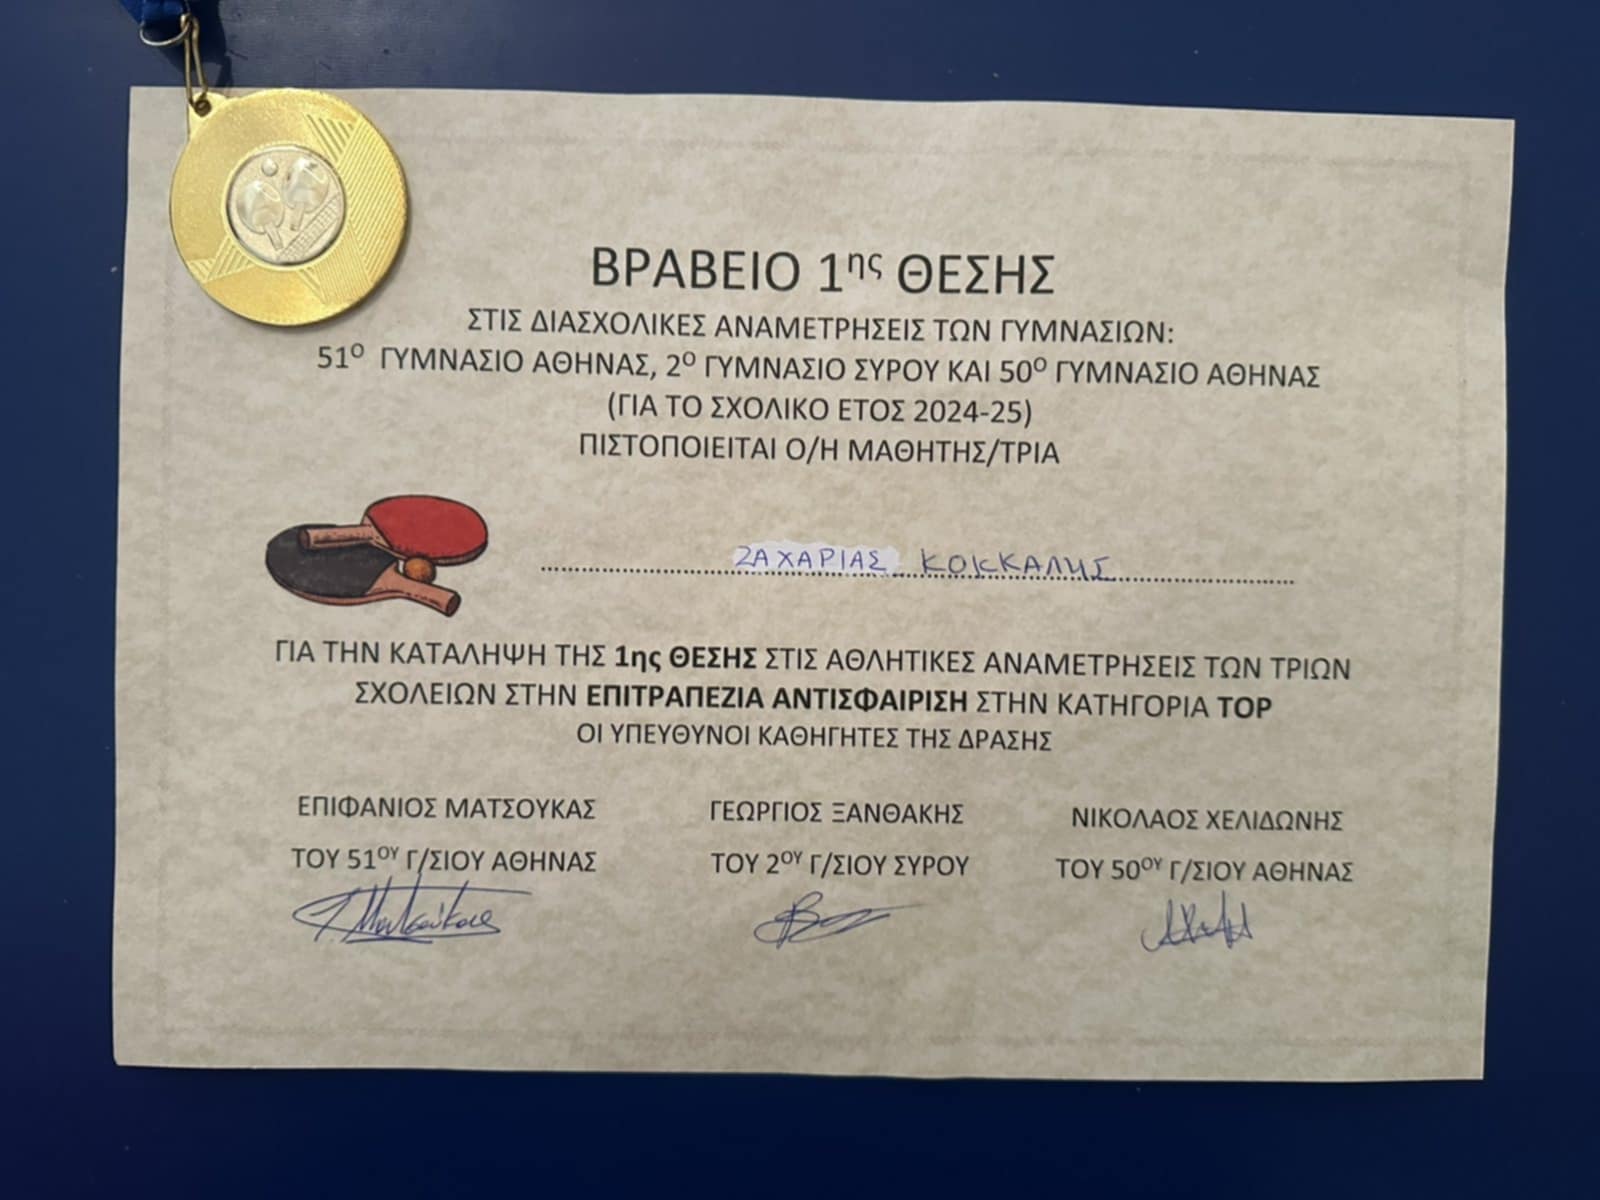 ΒΡΑΒΕΙΟ 1ης ΘΕΣΗΣ
ΣΤΙΣ ΔΙΑΣΧΟΛΙΚΕΣ ΑΝΑΜΕΤΡΗΣΕΙΣ ΤΩΝ ΓΥΜΝΑΣΙΩΝ:
51Ο ΓΥΜΝΑΣΙΟ ΑΘΗΝΑΣ, 2Ο ΓΥΜΝΑΣΙΟ ΣΥΡΟΥ ΚΑΙ 50Ο ΓΥΜΝΑΣΙΟ ΑΘΗΝΑΣ
(ΓΙΑ ΤΟ ΣΧΟΛΙΚΟ ΕΤΟΣ 2024-25)
ΠΙΣΤΟΠΟΙΕΙΤΑΙ Ο/Η ΜΑΘΗΤΗΣ/ΤΡΙΑ
ΖΑΧΑΡΙΑΣ ΚΟΚΚΑΛΗΣ
ΓΙΑ ΤΗΝ ΚΑΤΑΛΗΨΗ ΤΗΣ 1ης ΘΕΣΗΣ ΣΤΙΣ ΑΘΛΗΤΙΚΕΣ ΑΝΑΜΕΤΡΗΣΕΙΣ ΤΩΝ ΤΡΙΩΝ
ΣΧΟΛΕΙΩΝ ΣΤΗΝ ΕΠΙΤΡΑΠΕΖΙΑ ΑΝΤΙΣΦΑΙΡΙΣΗ ΣΤΗΝ ΚΑΤΗΓΟΡΙΑ TOP
ΟΙ ΥΠΕΥΘΥΝΟΙ ΚΑΘΗΓΗΤΕΣ ΤΗΣ ΔΡΑΣΗΣ
ΕΠΙΦΑΝΙΟΣ ΜΑΤΣΟΥΚΑΣ ΓΕΩΡΓΙΟΣ ΞΑΝΘΑΚΗΣ ΝΙΚΟΛΑΟΣ ΧΕΛΙΔΩΝΗΣ
ΤΟΥ 51ΟΥ Γ/ΣΙΟΥ ΑΘΗΝΑΣ ΤΟΥ 2ΟΥ Γ/ΣΙΟΥ ΣΥΡΟΥ ΤΟΥ 50ΟΥ Γ/ΣΙΟΥ ΑΘΗΝΑΣ